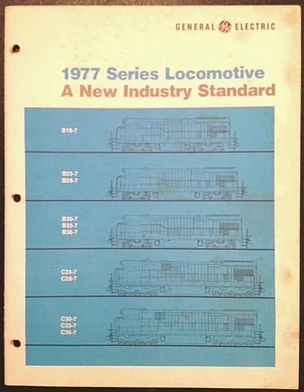 GENERAL ELECTRIC
1977 Series Locomotive
A New Industry Standard
B18-7
B23-7
B28-7
B30-7
B33-7
B36-7
C23-7
C28-7
C30-7
C33-7
C36-7